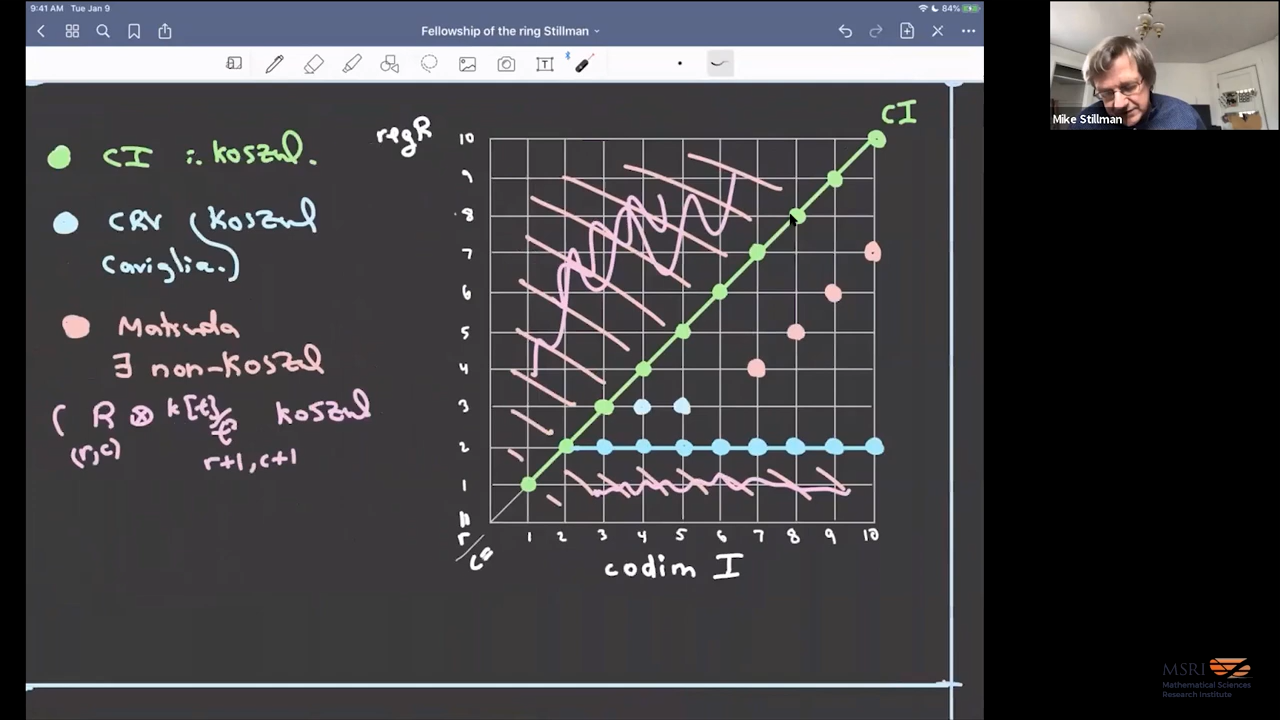 9:41 AM Tue Jan 9
84%
Fellowship of the ring Stillman
Mike Stillman
CI ∴ Koszul.
CRV (Koszul
Caviglia.)
Matsuda
∃ non-Koszul
( R ⊗ k[t]/t² Koszul
(r,c) r+1, c+1
reg R
CI
10
9
8
7
6
5
4
3
2
1
r/c=
1 2 3 4 5 6 7 8 9 10
codim I
MSRI
Mathematical Sciences
Research Institute